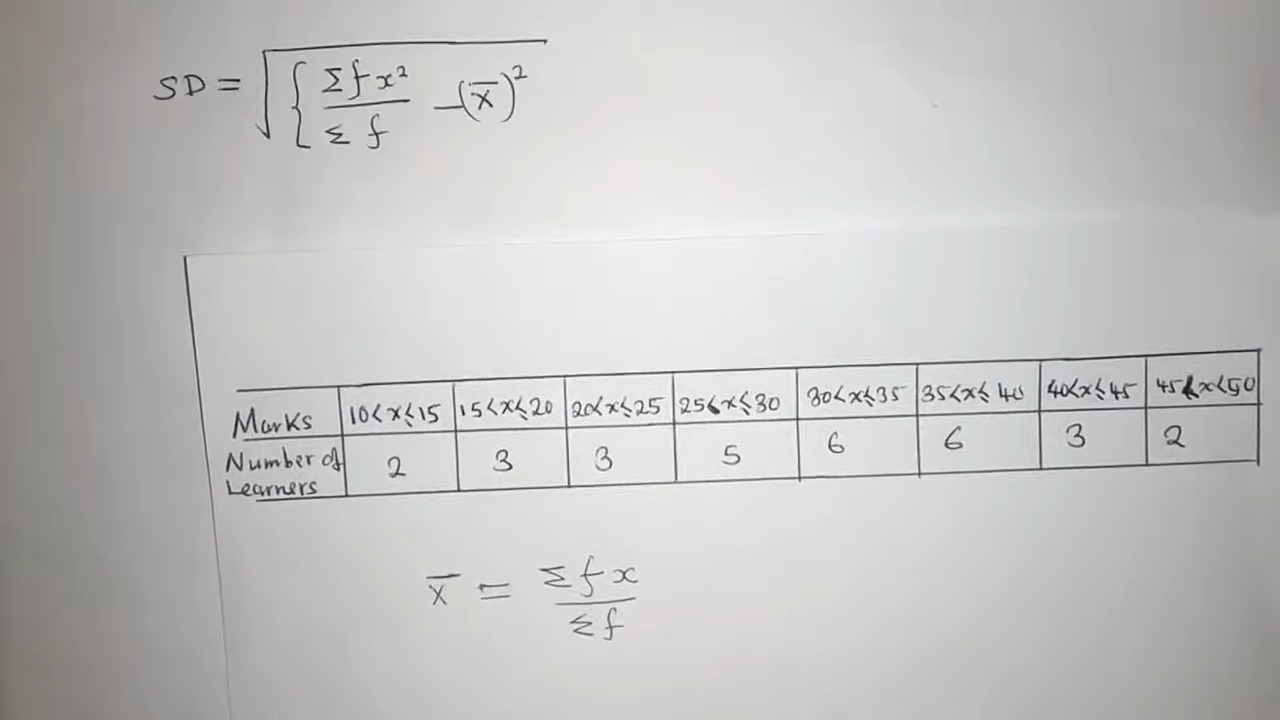 SD = √{ Σfx² / Σf − (x̅)²
Marks 10<x≤15 15<x≤20 20<x≤25 25<x≤30 30<x≤35 35<x≤40 40<x≤45 45<x<50
Number of Learners 2 3 3 5 6 6 3 2
x̅ = Σfx / Σf